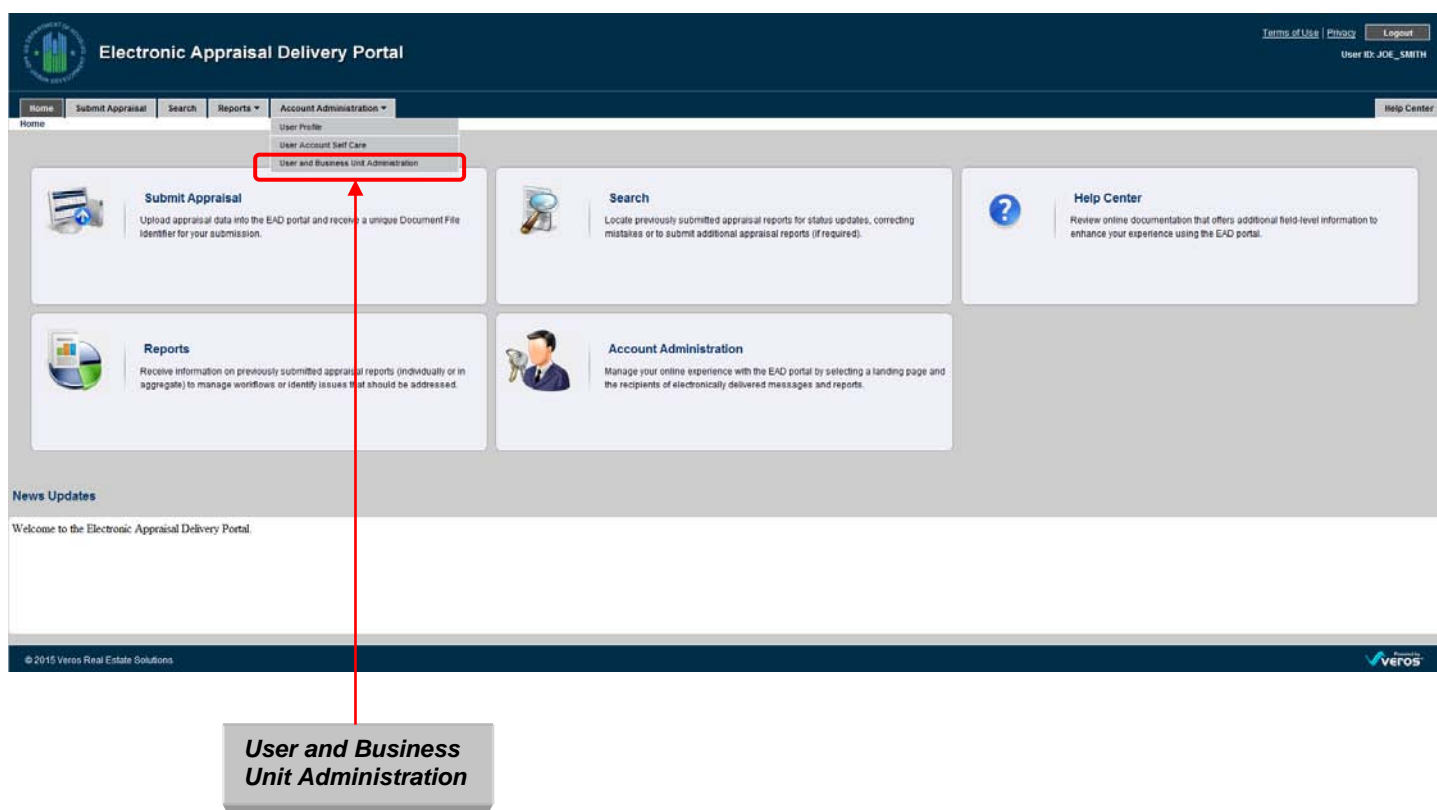 Terms of Use | Privacy Logout
Electronic Appraisal Delivery Portal
User ID: JOE_SMITH
Home Submit Appraisal Search Reports Account Administration Help Center
Home
User Profile
User Account Self Care
User and Business Unit Administration
Submit Appraisal
Upload appraisal data into the EAD portal and receive a unique Document File
Identifier for your submission.
Search
Locate previously submitted appraisal reports for status updates, correcting
mistakes or to submit additional appraisal reports (if required).
Help Center
Review online documentation that offers additional field-level information to
enhance your experience using the EAD portal.
Reports
Receive information on previously submitted appraisal reports (individually or in
aggregate) to manage workflows or identify issues that should be addressed.
Account Administration
Manage your online experience with the EAD portal by selecting a landing page and
the recipients of electronically delivered messages and reports.
News Updates
Welcome to the Electronic Appraisal Delivery Portal.
© 2015 Veros Real Estate Solutions
Powered by
veros
User and Business
Unit Administration